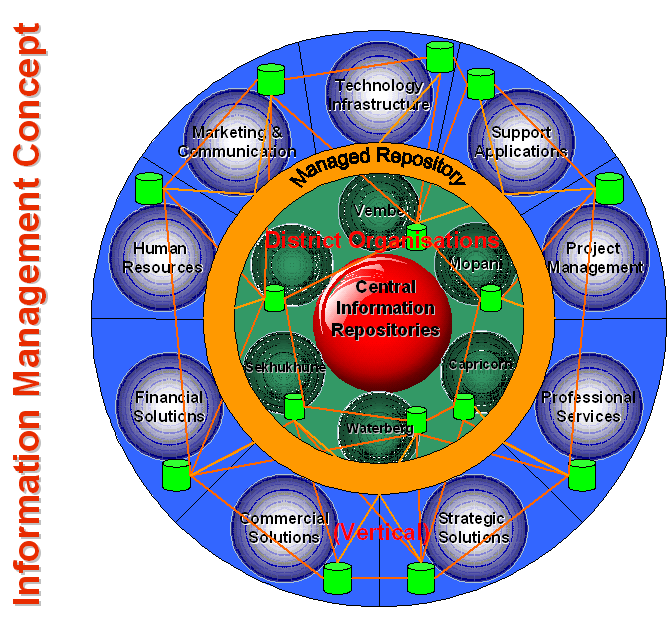 Information Management Concept
Technology
Infrastructure
Marketing &
Communication
Support
Applications
Managed Repository
Vembe
District Organisations
Human
Resources
Mopani
Project
Management
Central
Information
Repositories
Sekhukhune
Capricorn
Financial
Solutions
Professional
Services
Waterberg
Commercial
Solutions
(Vertical)
Strategic
Solutions